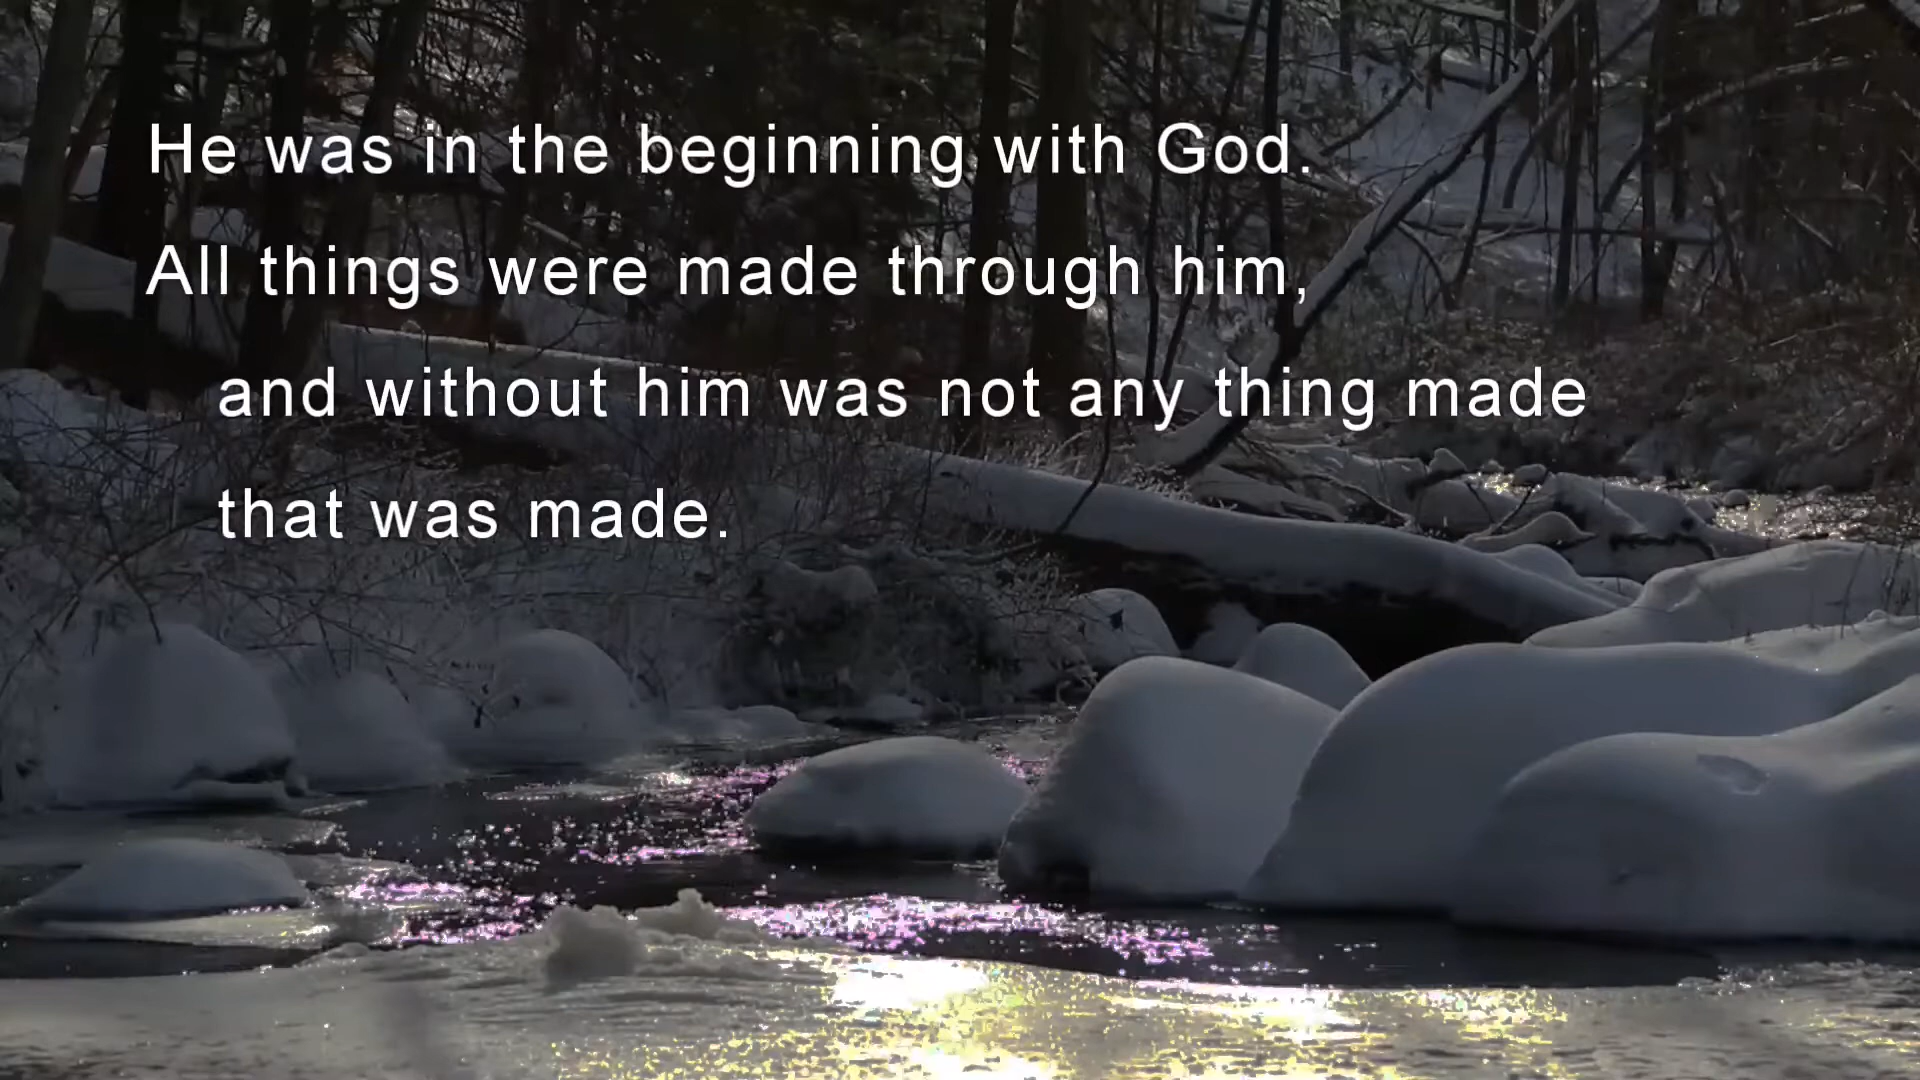 He was in the beginning with God.
All things were made through him,
and without him was not any thing made
that was made.